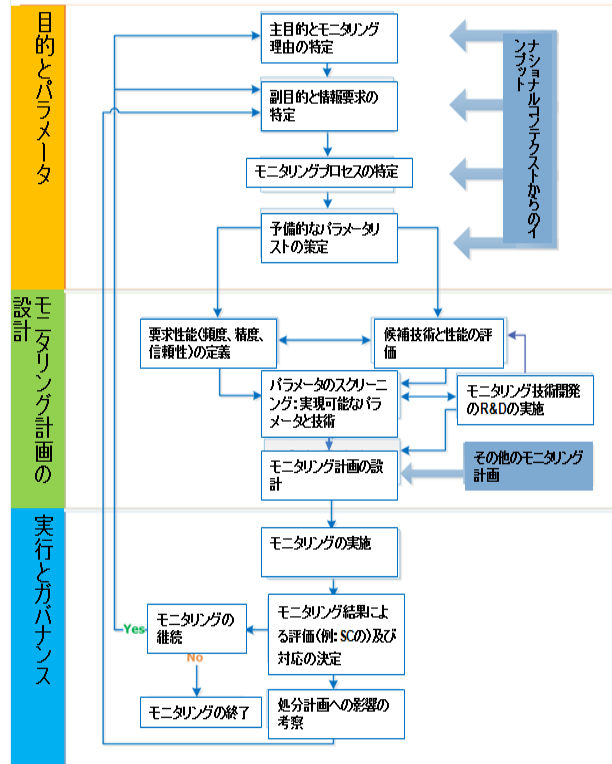 目的とパラメータ
主目的とモニタリング
理由の特定
副目的と情報要求の
特定
モニタリングプロセスの特定
予備的なパラメータリ
ストの策定
ナショナルコンテクストからのイ
ンプット
モニタリング計画の
設計
要求性能(頻度、精度、
信頼性)の定義
候補技術と性能の評
価
パラメータのスクリーニ
ング:実現可能なパラ
メータと技術
モニタリング技術開発
のR&Dの実施
モニタリング計画の設
計
その他のモニタリング
計画
実行とガバナンス
モニタリングの実施
モニタリング結果によ
る評価(例: SCの)及び
対応の決定
モニタリングの
継続
Yes
No
モニタリングの終了
処分計画への影響の
考察